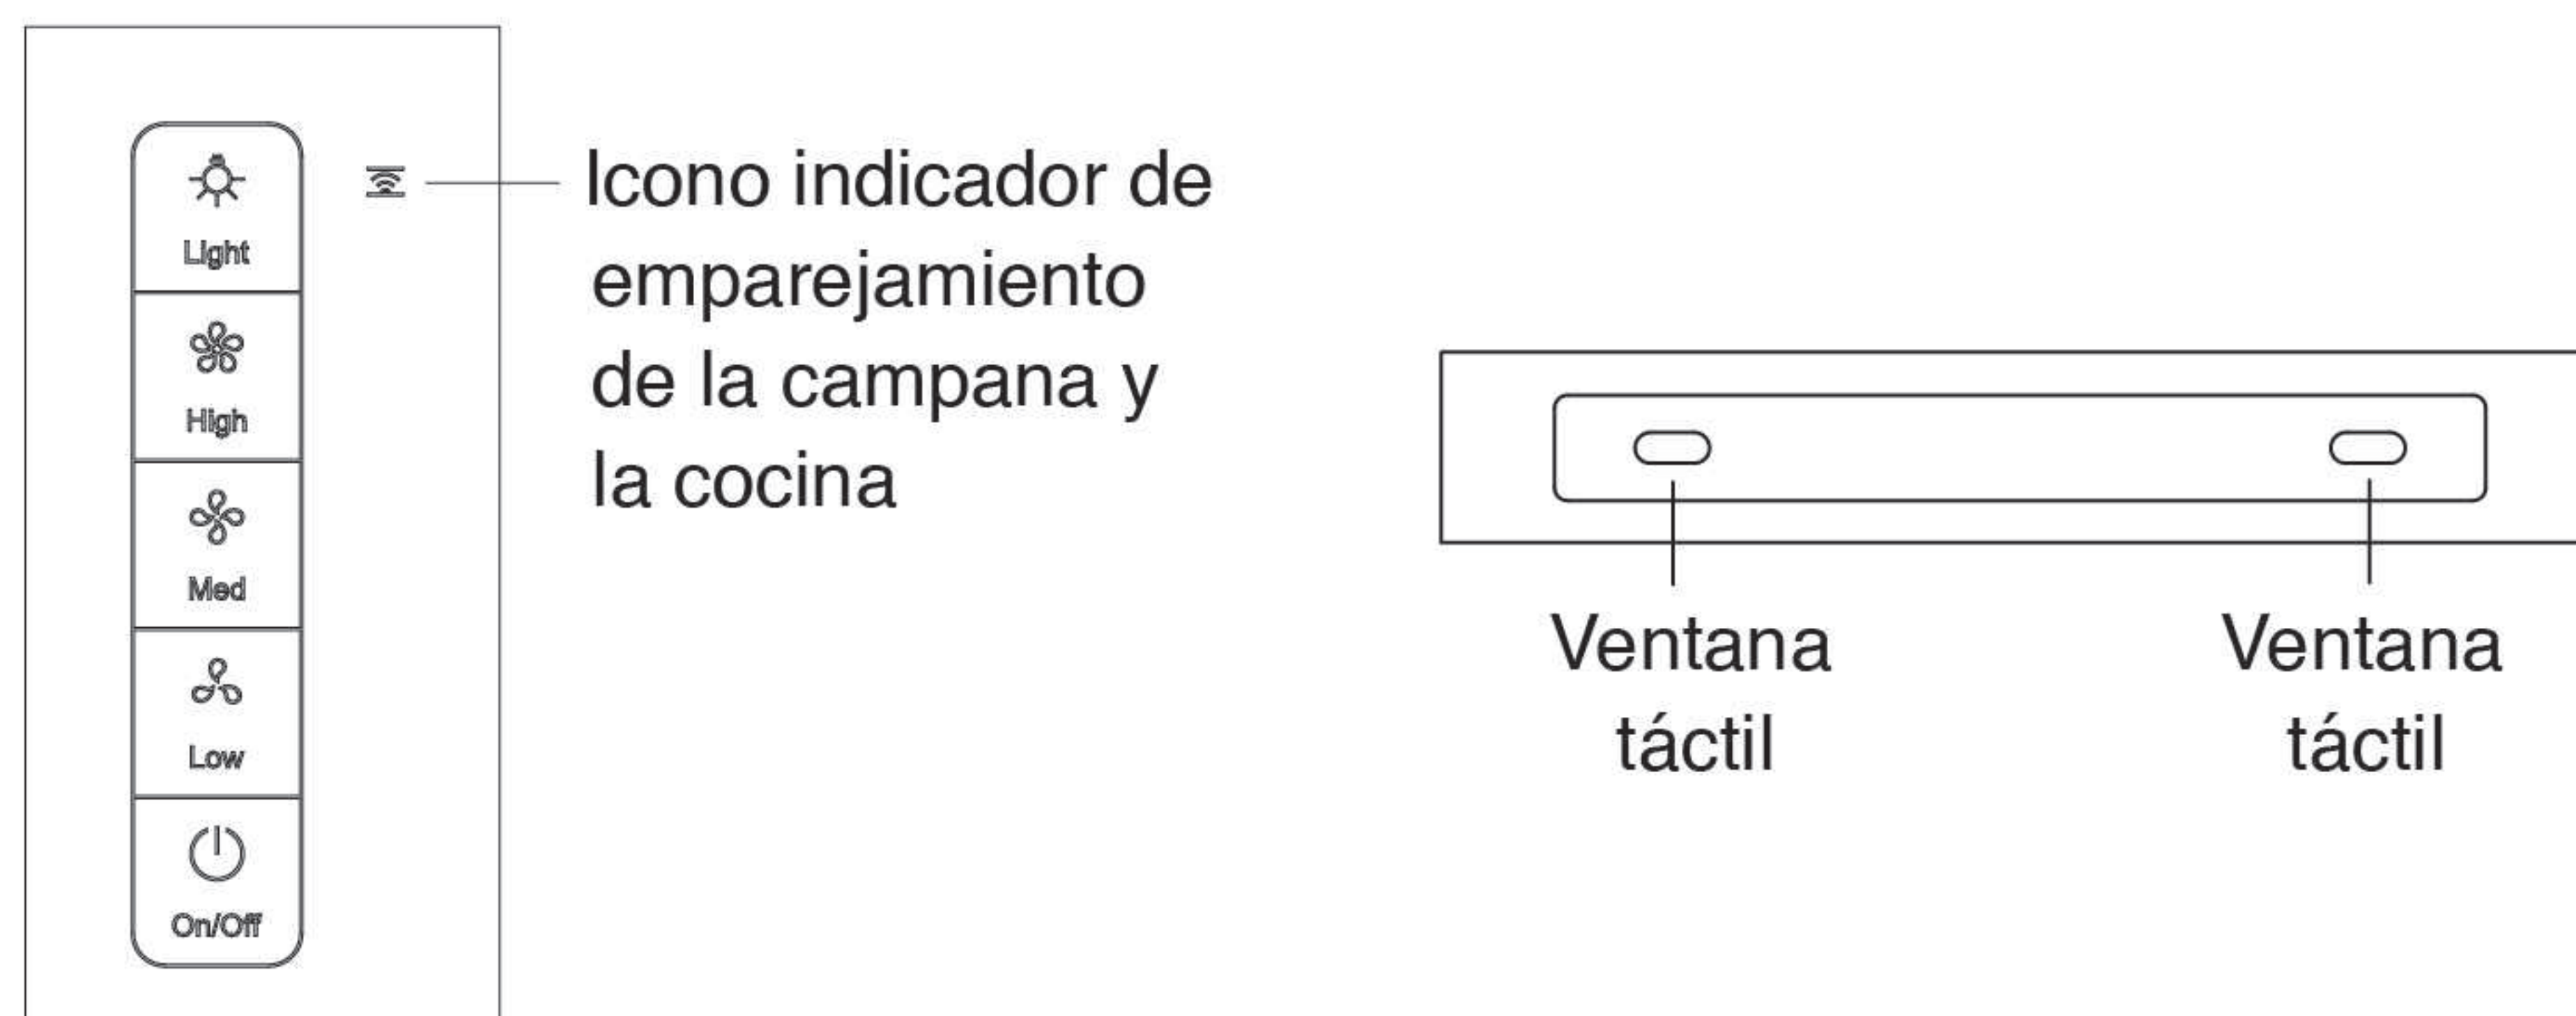 Light
High
Med
Low
On/Off
Icono indicador de
emparejamiento
de la campana y
la cocina
Ventana
táctil
Ventana
táctil